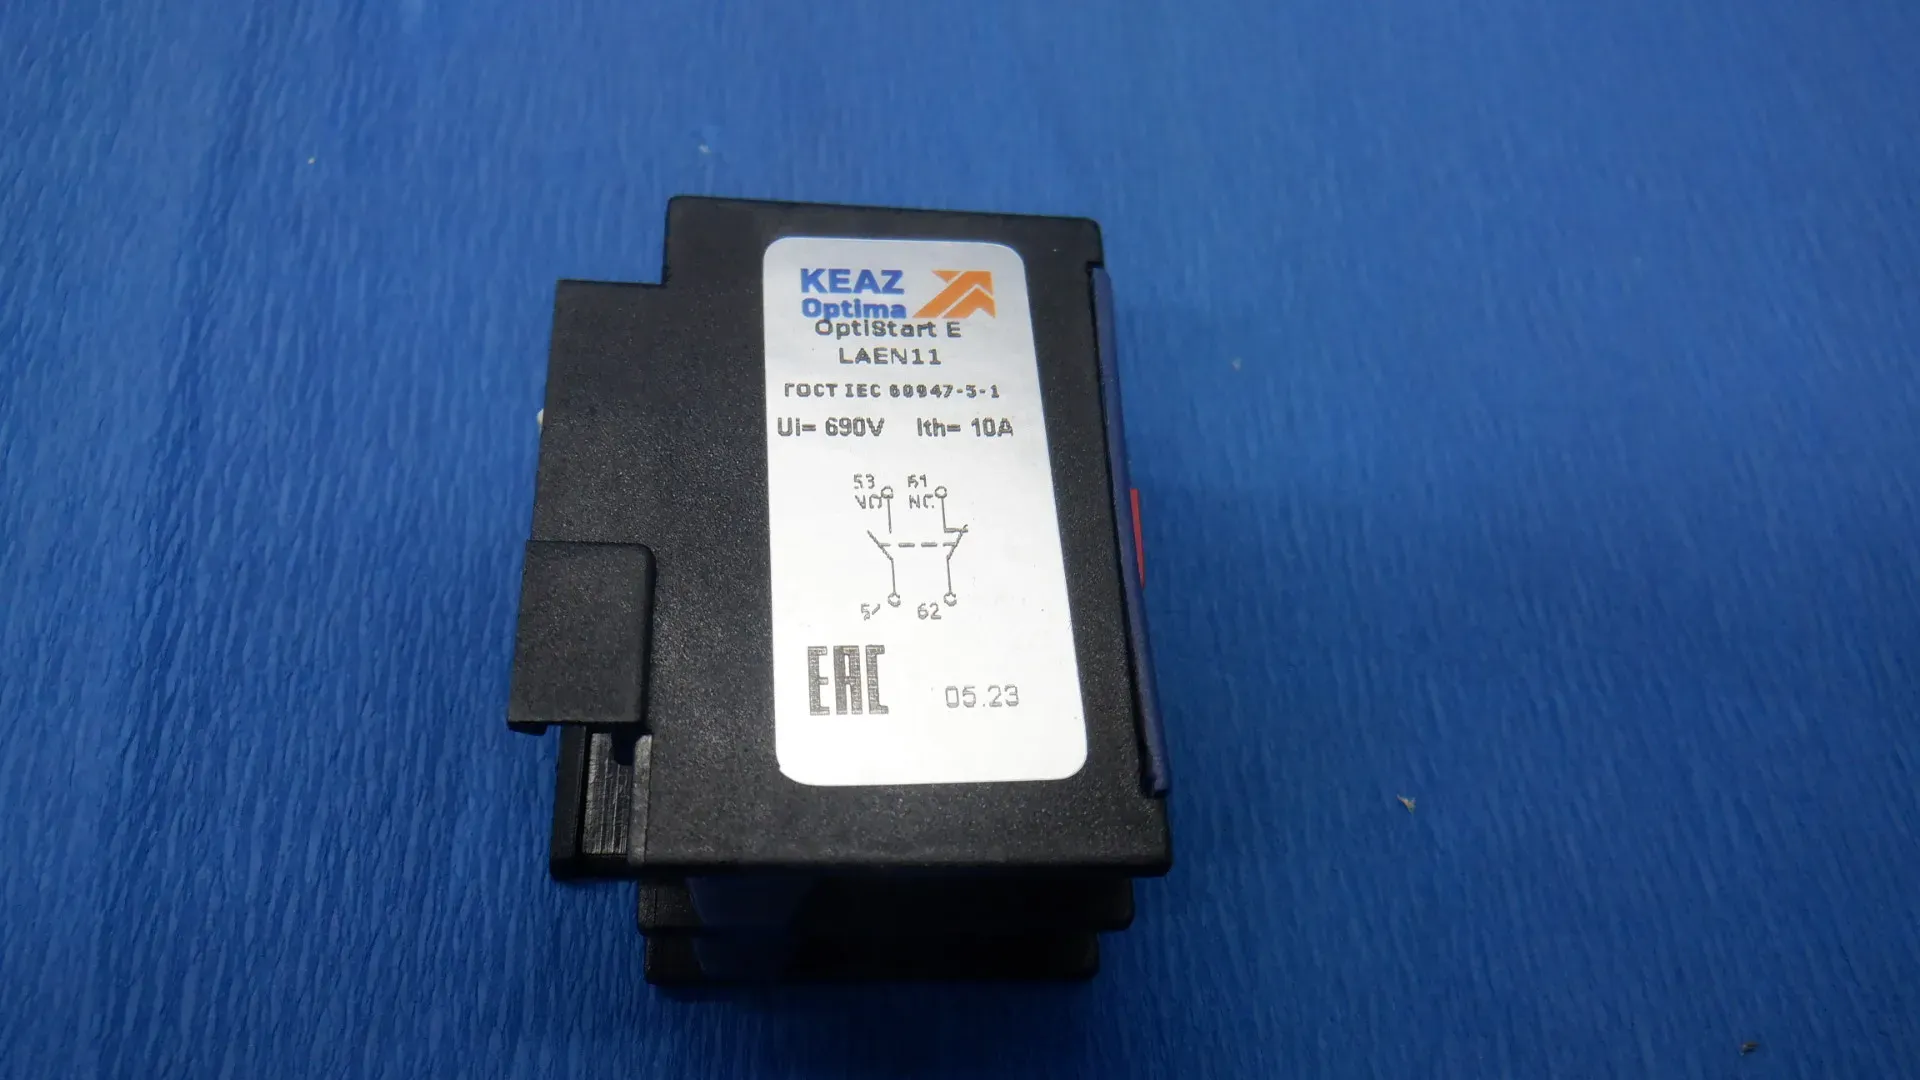 KEAZ
Optima
OptiStart E
LAEN11
ГОСТ IEC 60947-5-1
Ui= 690V Ith= 10A
53 61
NO NC
54 62
EAC 05.23